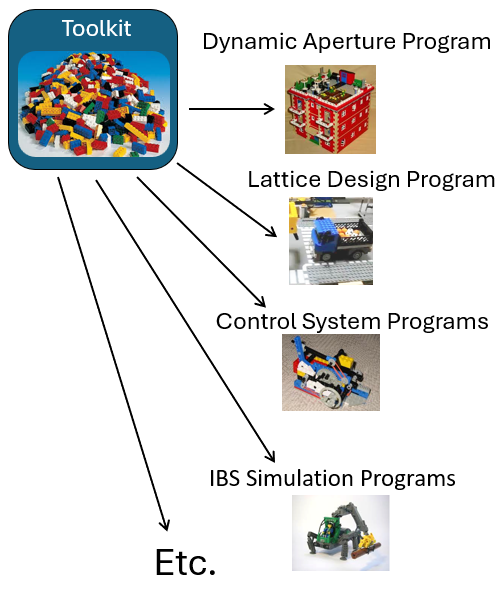 Toolkit
Dynamic Aperture Program
Lattice Design Program
Control System Programs
IBS Simulation Programs
Etc.